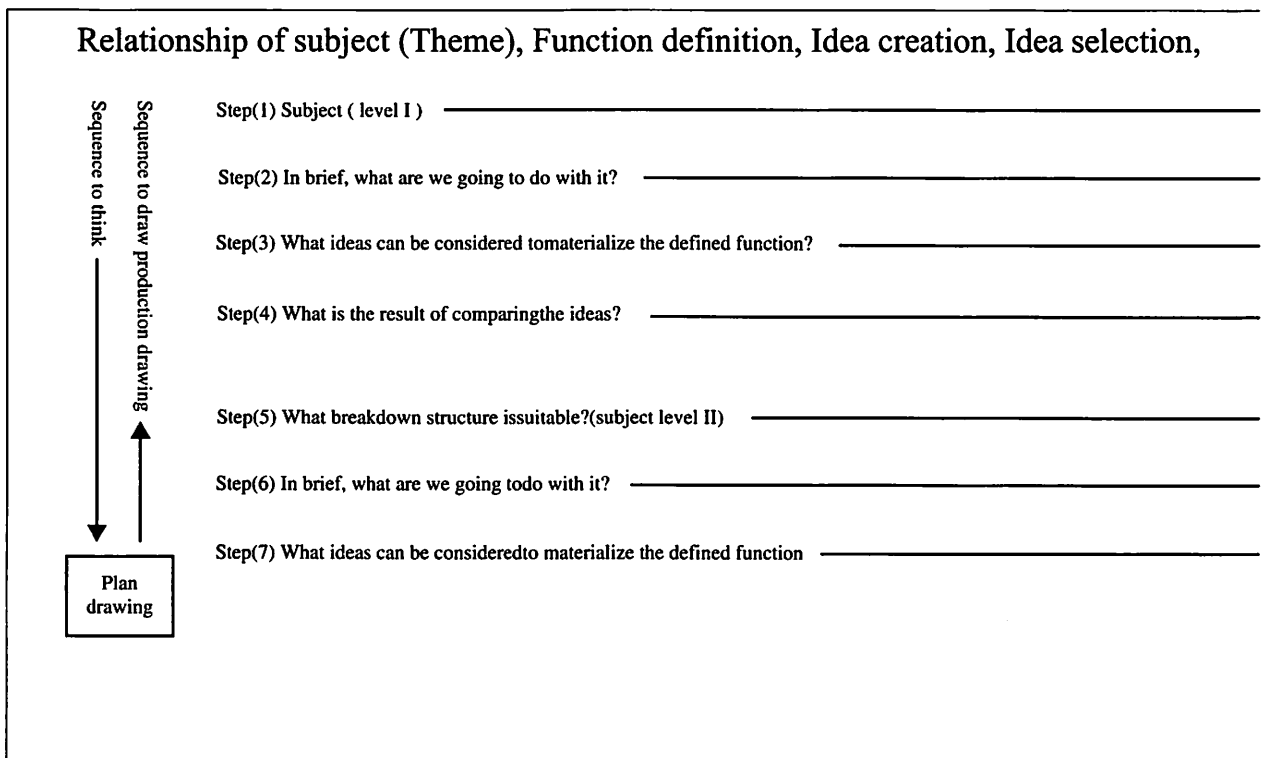 Relationship of subject (Theme), Function definition, Idea creation, Idea selection,
Sequence to think
Sequence to draw production drawing
Step(1) Subject ( level I )
Step(2) In brief, what are we going to do with it?
Step(3) What ideas can be considered tomaterialize the defined function?
Step(4) What is the result of comparingthe ideas?
Step(5) What breakdown structure issuitable?(subject level II)
Step(6) In brief, what are we going todo with it?
Step(7) What ideas can be consideredto materialize the defined function
Plan
drawing